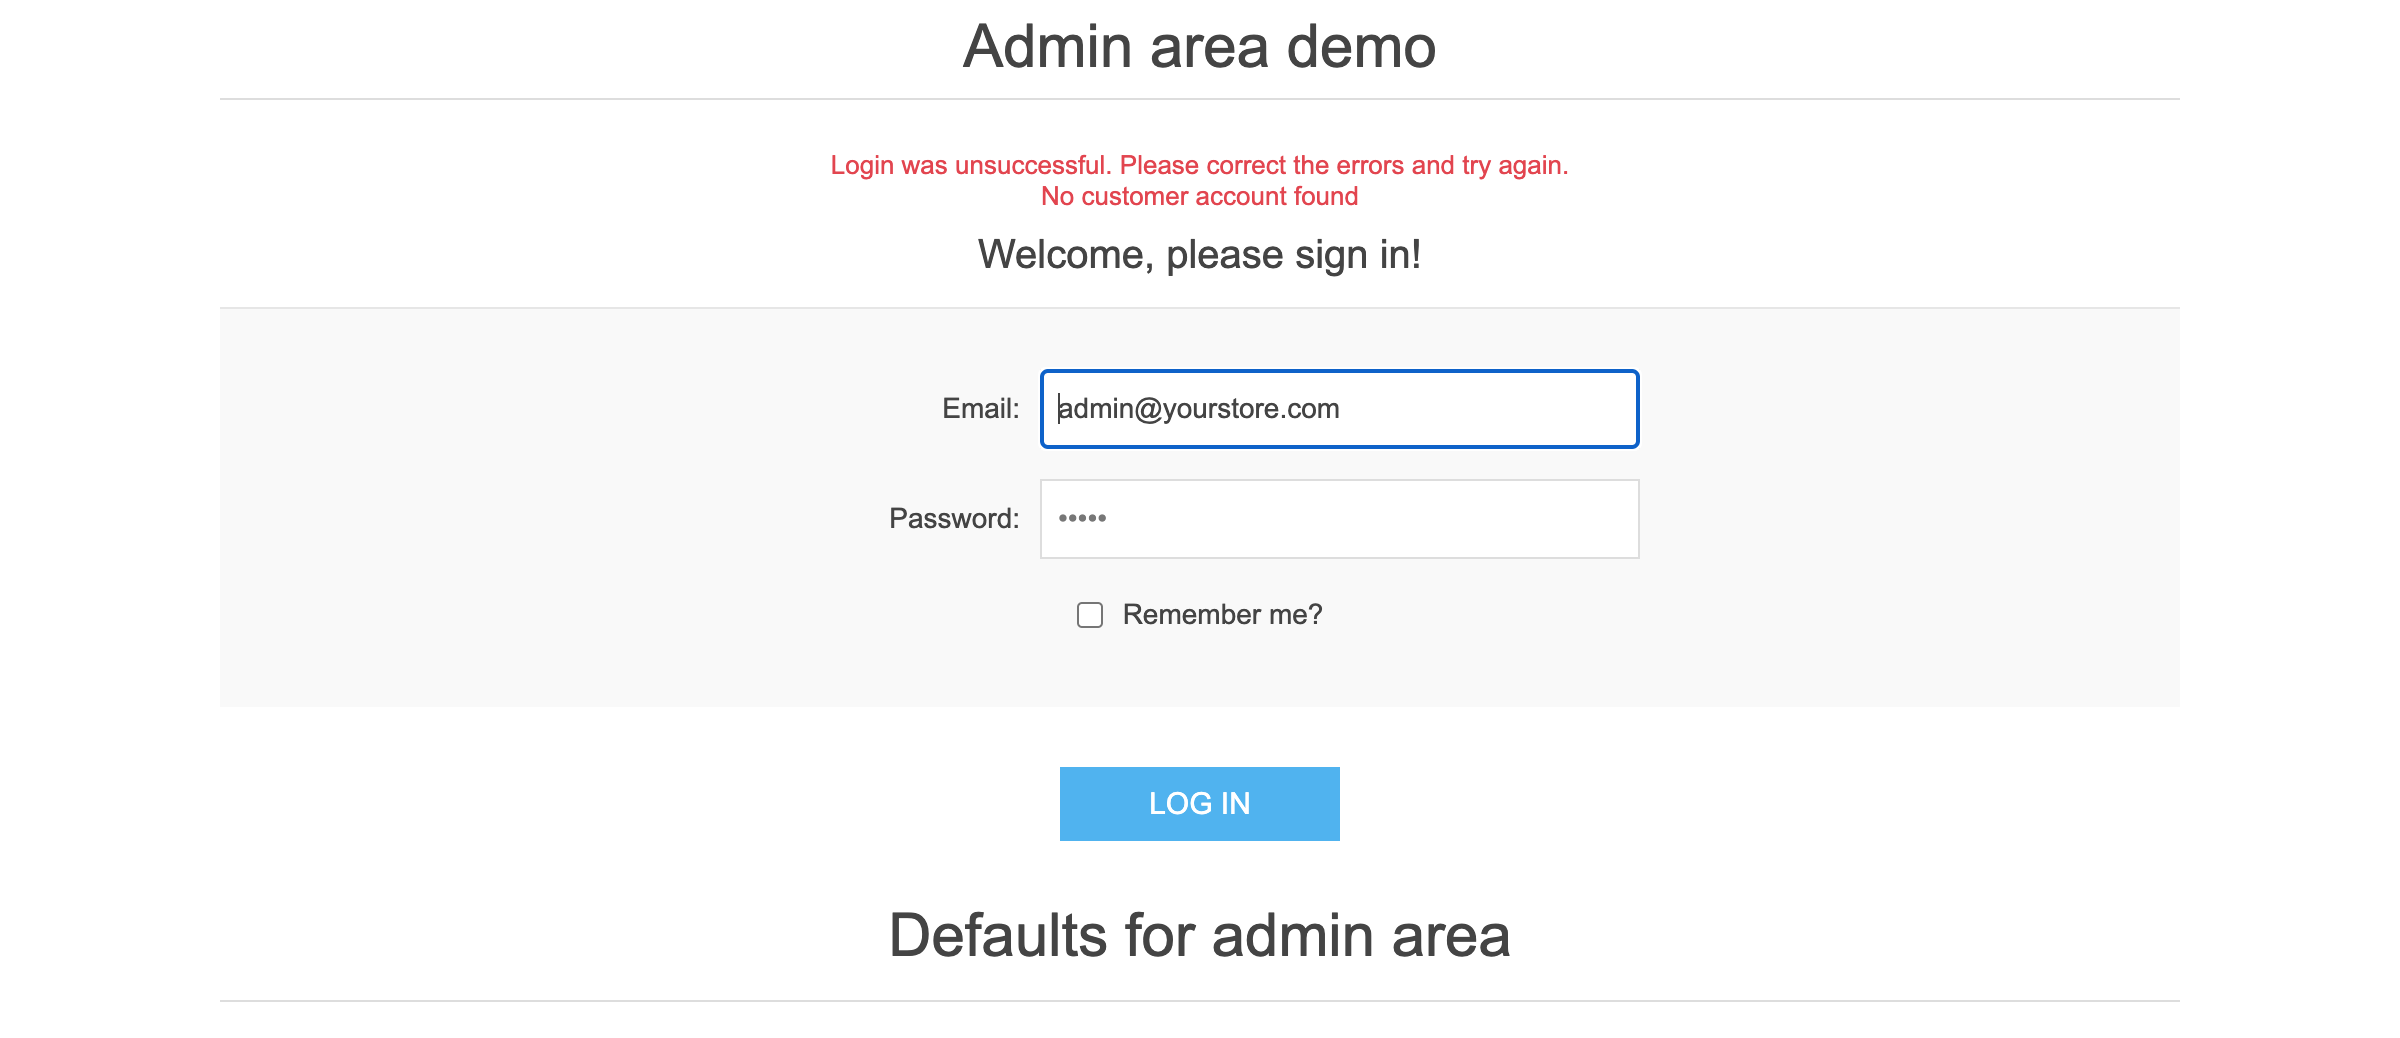 Admin area demo
Login was unsuccessful. Please correct the errors and try again.
No customer account found
Welcome, please sign in!
Email: admin@yourstore.com
Password: •••••
Remember me?
LOG IN
Defaults for admin area